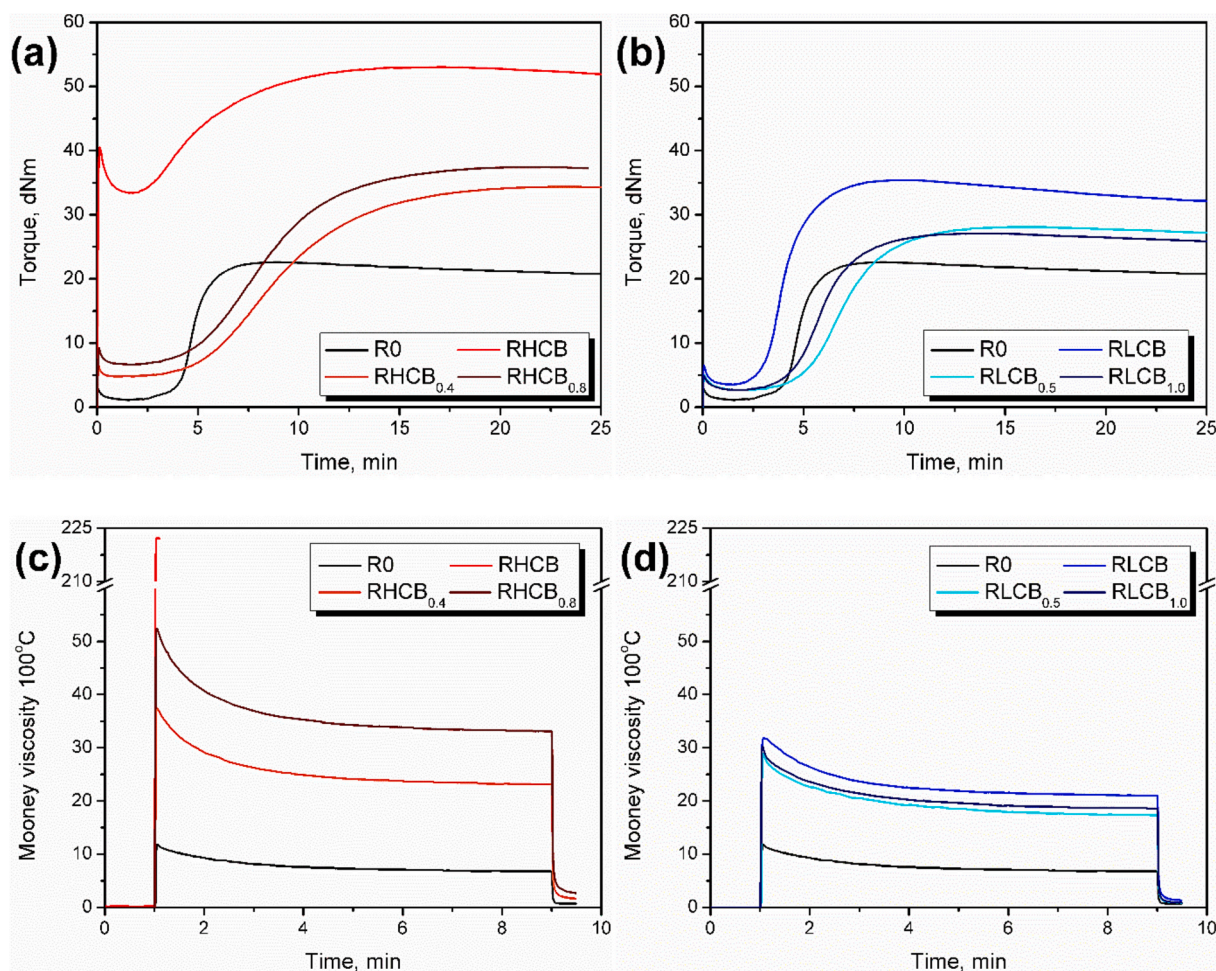 (a)
Torque, dNm
60
50
40
30
20
10
0
R0 RHCB
RHCB0.4 RHCB0.8
0 5 10 15 20 25
Time, min
(b)
Torque, dNm
60
50
40
30
20
10
0
R0 RLCB
RLCB0.5 RLCB1.0
0 5 10 15 20 25
Time, min
(c)
Mooney viscosity 100°C
225
210
50
40
30
20
10
0
R0 RHCB
RHCB0.4 RHCB0.8
0 2 4 6 8 10
Time, min
(d)
Mooney viscosity 100°C
225
210
50
40
30
20
10
0
R0 RLCB
RLCB0.5 RLCB1.0
0 2 4 6 8 10
Time, min